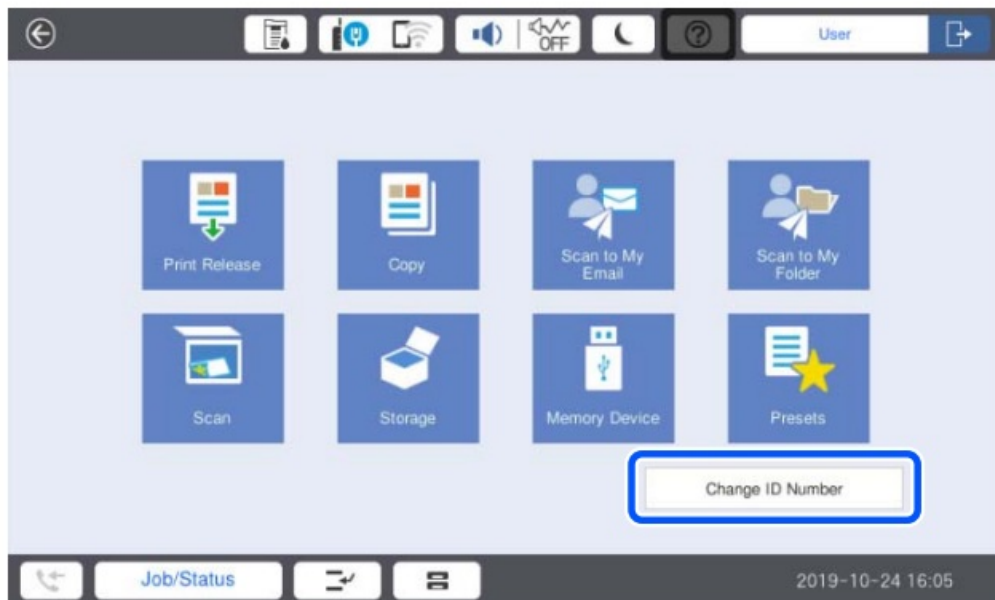 OFF
User
Print Release
Copy
Scan to My
Email
Scan to My
Folder
Scan
Storage
Memory Device
Presets
Change ID Number
Job/Status
2019-10-24 16:05